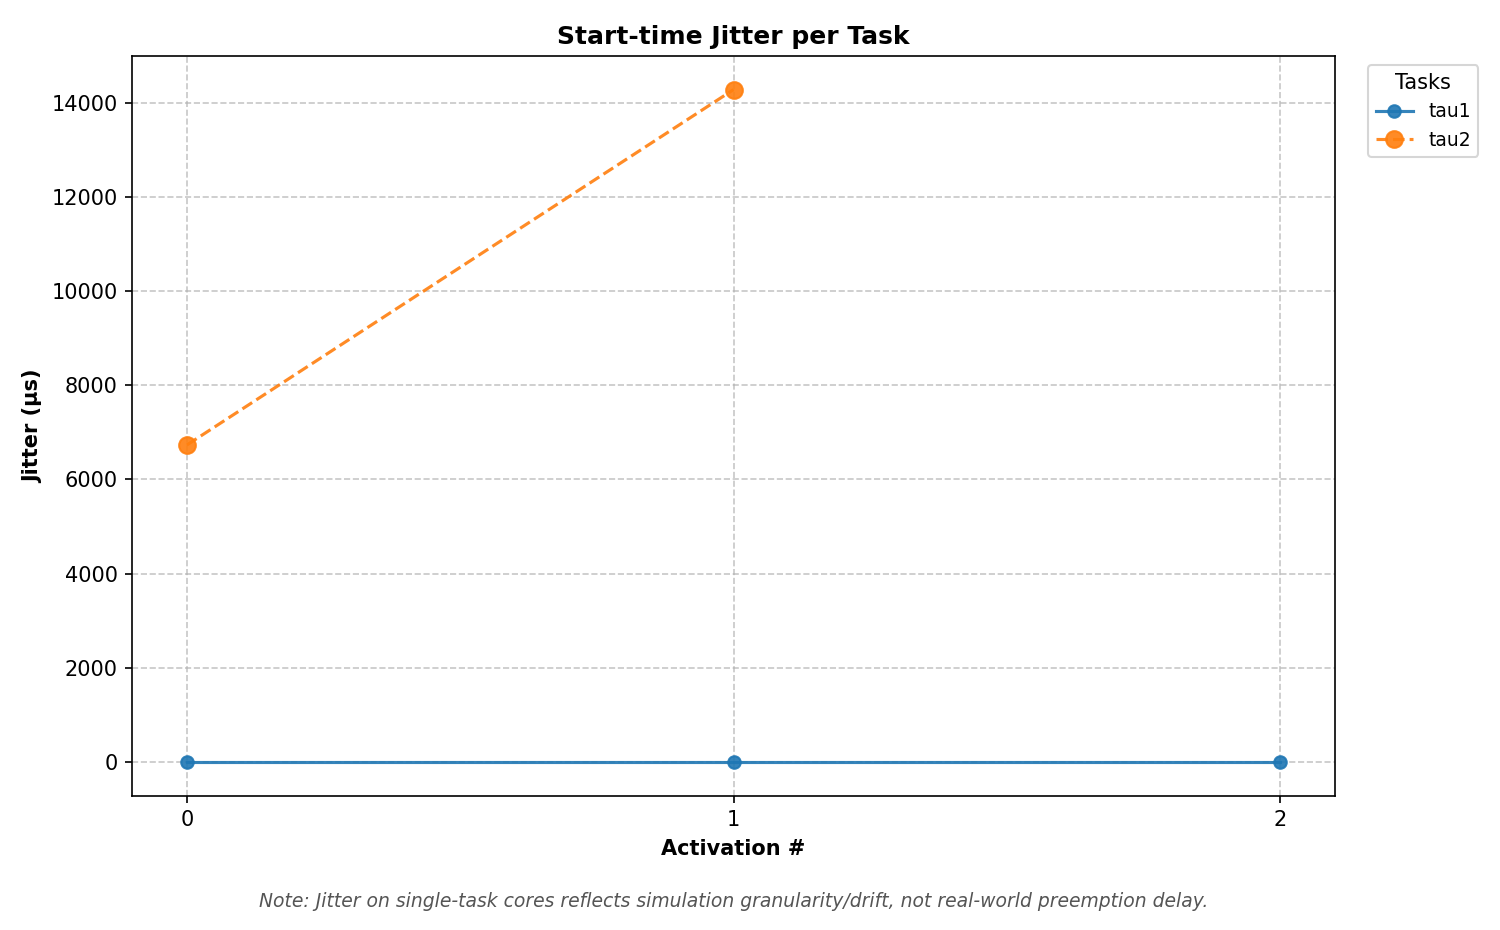 Start-time Jitter per Task
Tasks
tau1
tau2
Jitter (µs)
14000
12000
10000
8000
6000
4000
2000
0
0 1 2
Activation #
Note: Jitter on single-task cores reflects simulation granularity/drift, not real-world preemption delay.